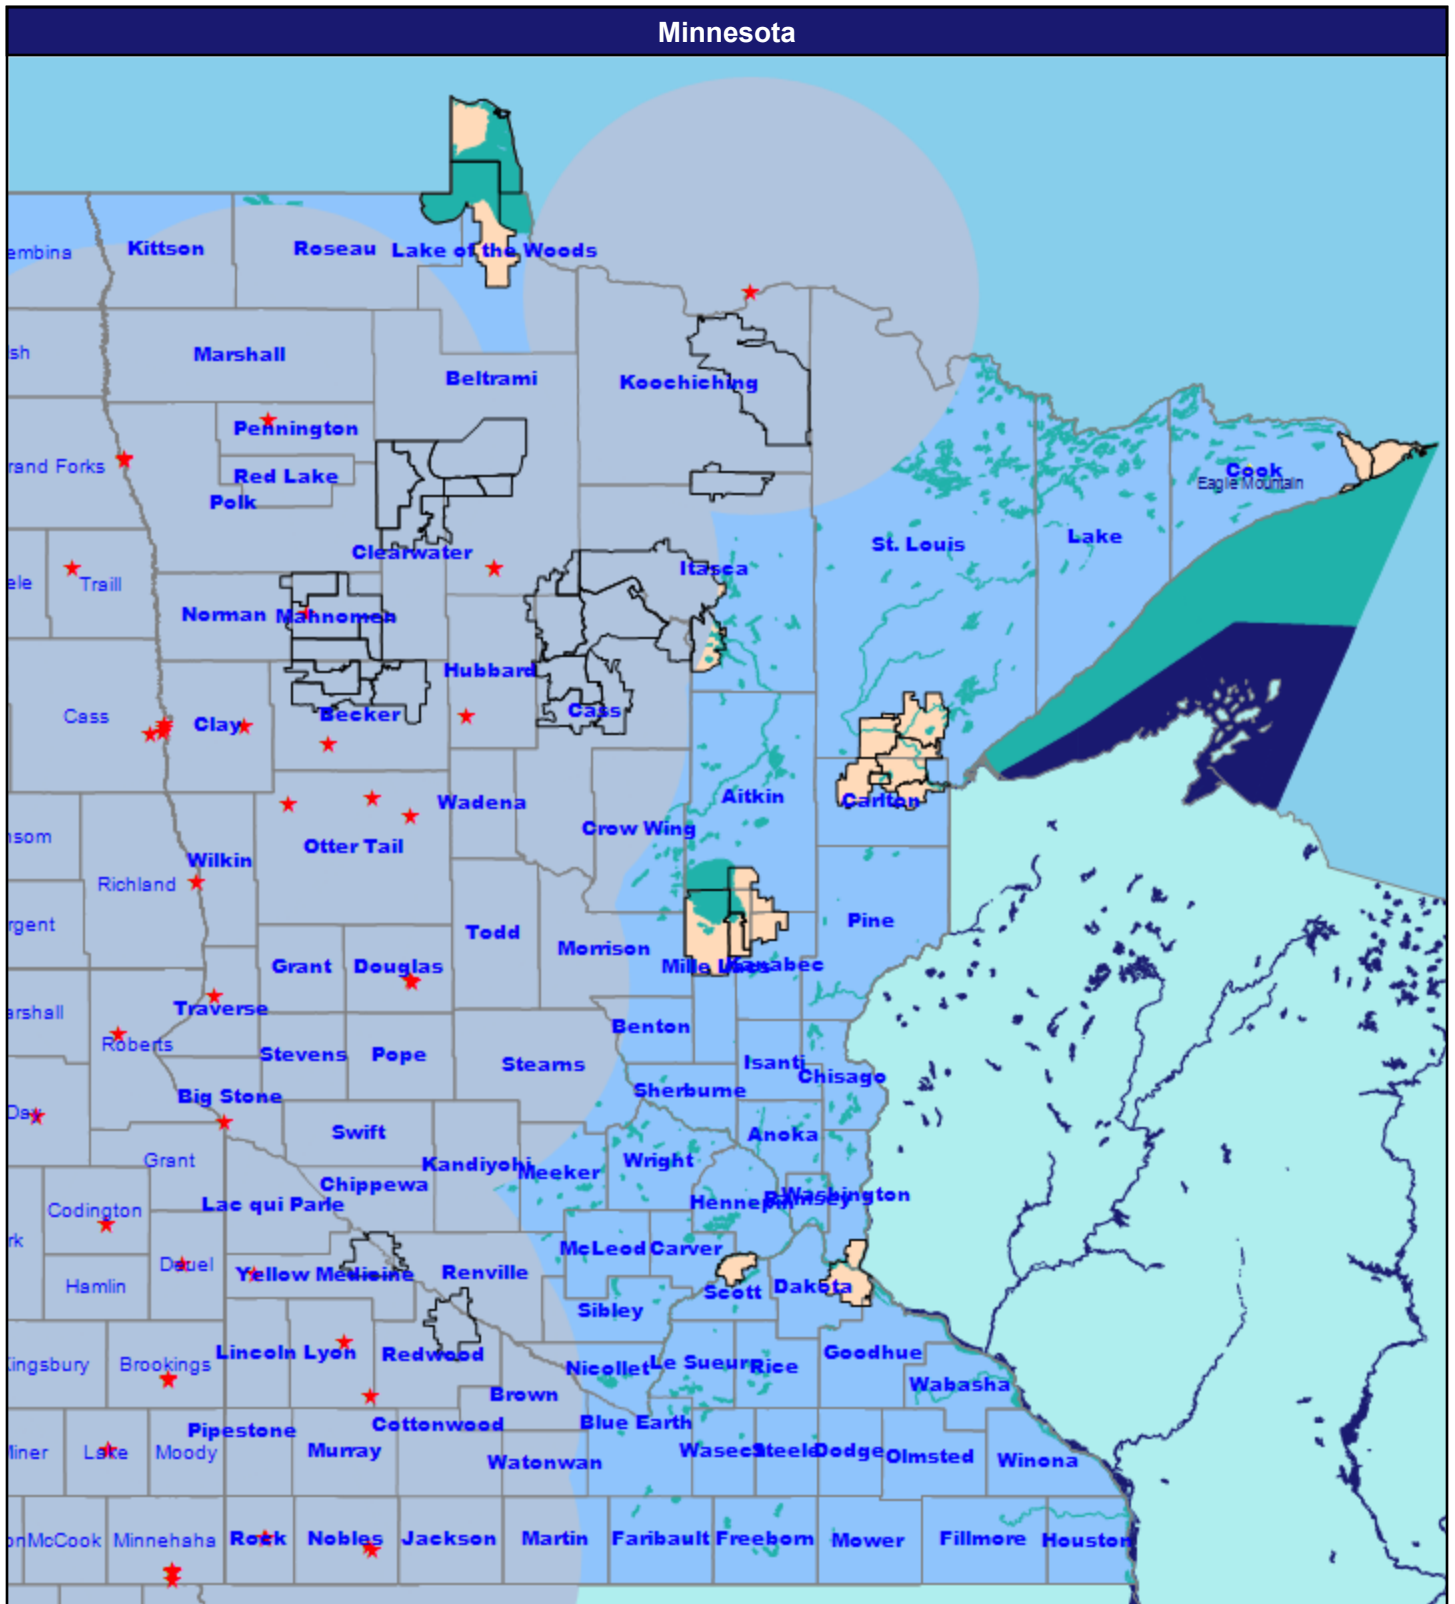 Minnesota
embina
Kittson
Roseau
Lake of the Woods
sh
Marshall
Beltrami
Koochiching
Pennington
rand Forks
Red Lake
Polk
Cook
Eagle Mountain
Clearwater
St. Louis
Lake
Itasca
ele
Traill
Norman
Mahnomen
Hubbard
Cass
Clay
Becker
Cass
Wadena
Aitkin
Carlton
nsom
Crow Wing
Otter Tail
Wilkin
Richland
rgent
Todd
Morrison
Pine
Grant
Douglas
Mille Lacs
Kanabec
arshall
Traverse
Roberts
Stevens
Pope
Benton
Stearns
Isanti
Chisago
Sherburne
Big Stone
Day
Swift
Anoka
Grant
Kandiyohi
Meeker
Wright
Chippewa
Codington
Lac qui Parle
Hennepin
Ramsey
Washington
rk
McLeod
Carver
Deuel
Yellow Medicine
Renville
Hamlin
Scott
Dakota
Sibley
Kingsbury
Brookings
Lincoln
Lyon
Redwood
Nicollet
Le Sueur
Rice
Goodhue
Wabasha
Brown
Pipestone
Cottonwood
Blue Earth
Miner
Lake
Moody
Murray
Watonwan
Waseca
Steele
Dodge
Olmsted
Winona
on
McCook
Minnehaha
Rock
Nobles
Jackson
Martin
Faribault
Freeborn
Mower
Fillmore
Houston